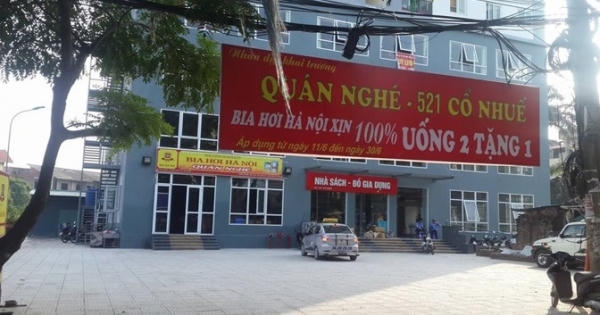 Nhân dịp khai trương
QUÁN NGHÉ - 521 CỔ NHUẾ
BIA HƠI HÀ NỘI XỊN 100% UỐNG 2 TẶNG 1
Áp dụng từ ngày 11/6 đến ngày 30/6
BIA HƠI HÀ NỘI
QUÁN NGHÉ
NHÀ SÁCH - ĐỒ GIA DỤNG